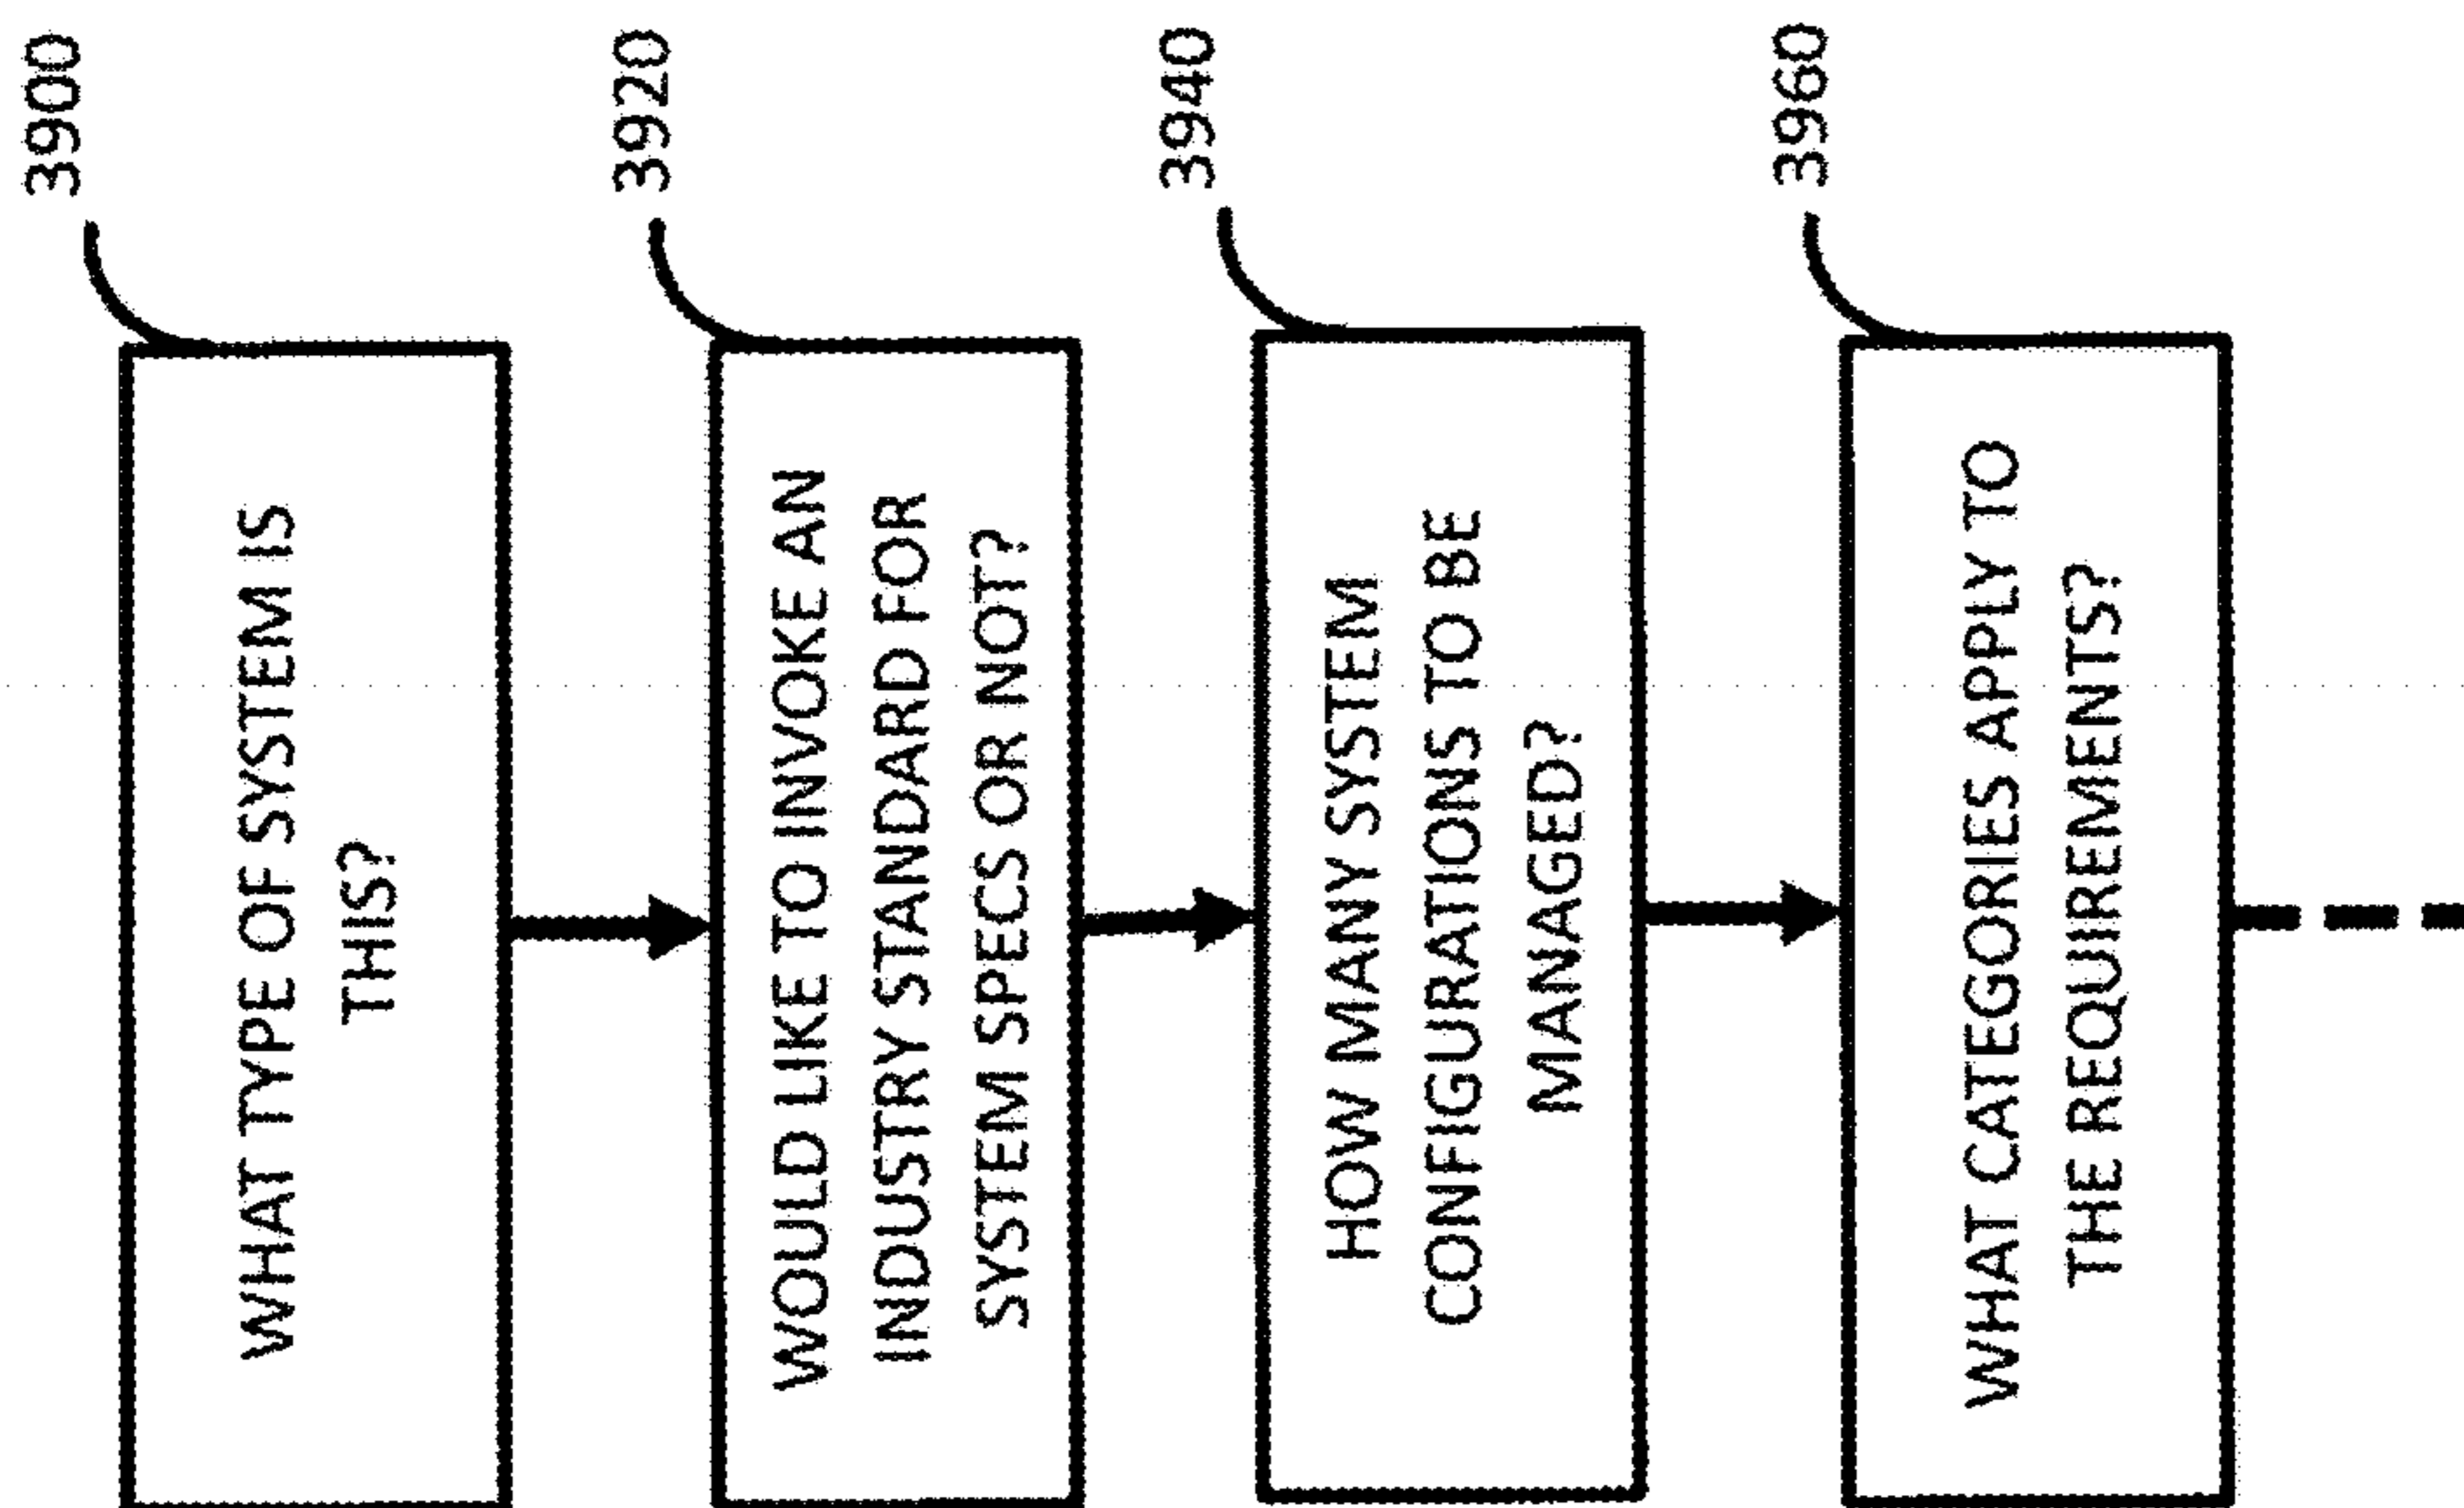 3900
WHAT TYPE OF SYSTEM IS
THIS?
3920
WOULD LIKE TO INVOKE AN
INDUSTRY STANDARD FOR
SYSTEM SPECS OR NOT?
3940
HOW MANY SYSTEM
CONFIGURATIONS TO BE
MANAGED?
3960
WHAT CATEGORIES APPLY TO
THE REQUIREMENTS?